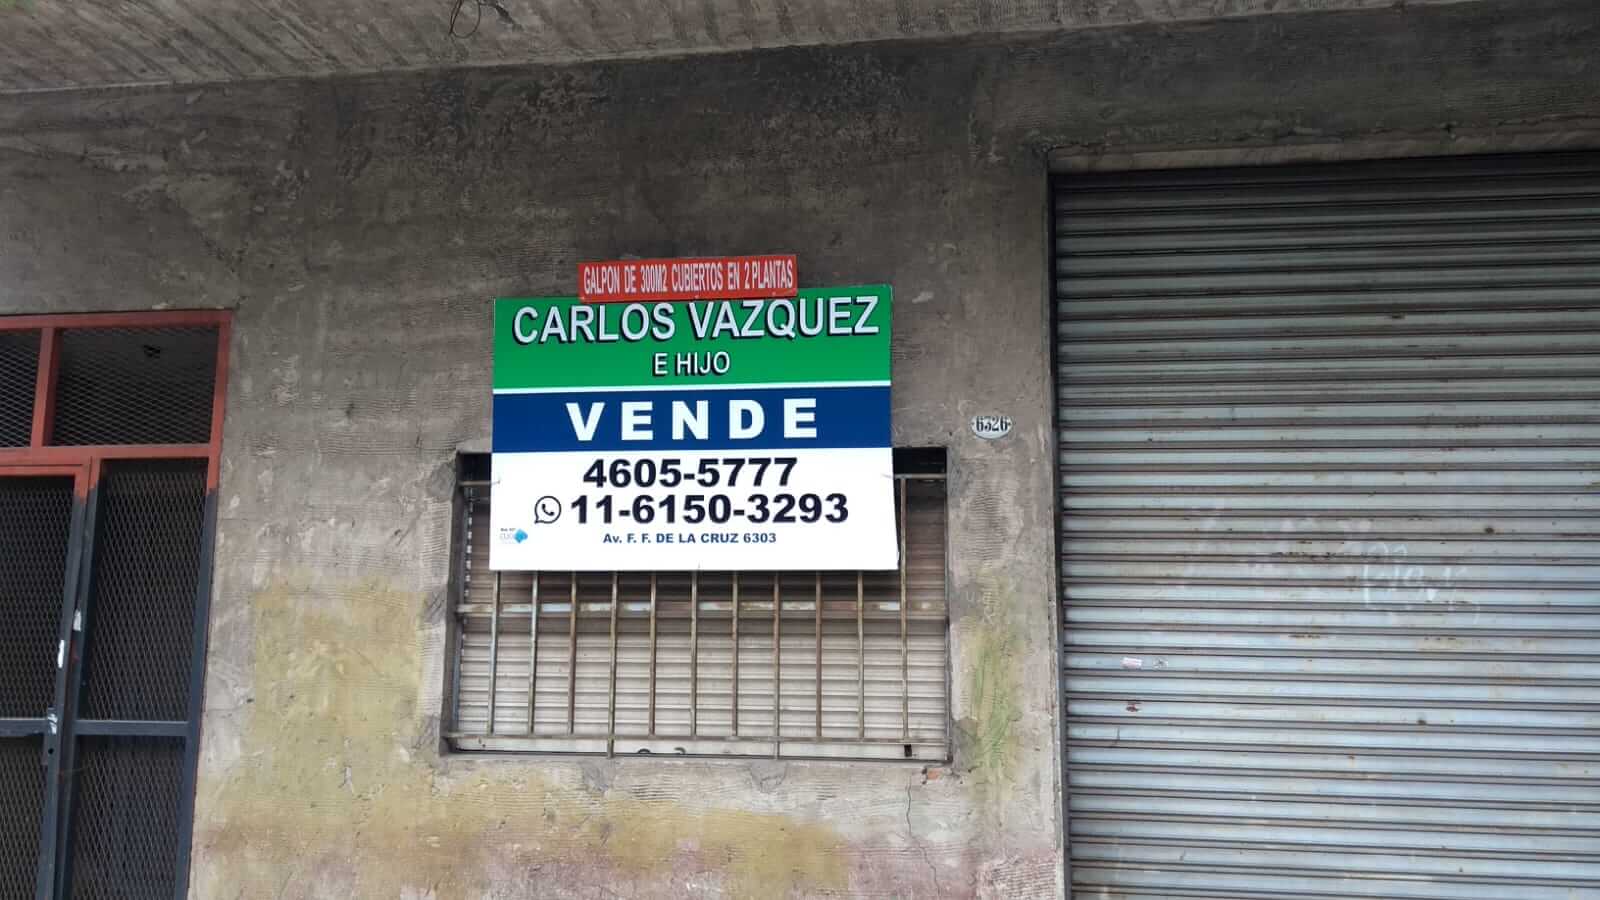 GALPON DE 300M2 CUBIERTOS EN 2 PLANTAS
CARLOS VAZQUEZ
E HIJO
VENDE
4605-5777
11-6150-3293
Av. F. F. DE LA CRUZ 6303
6326